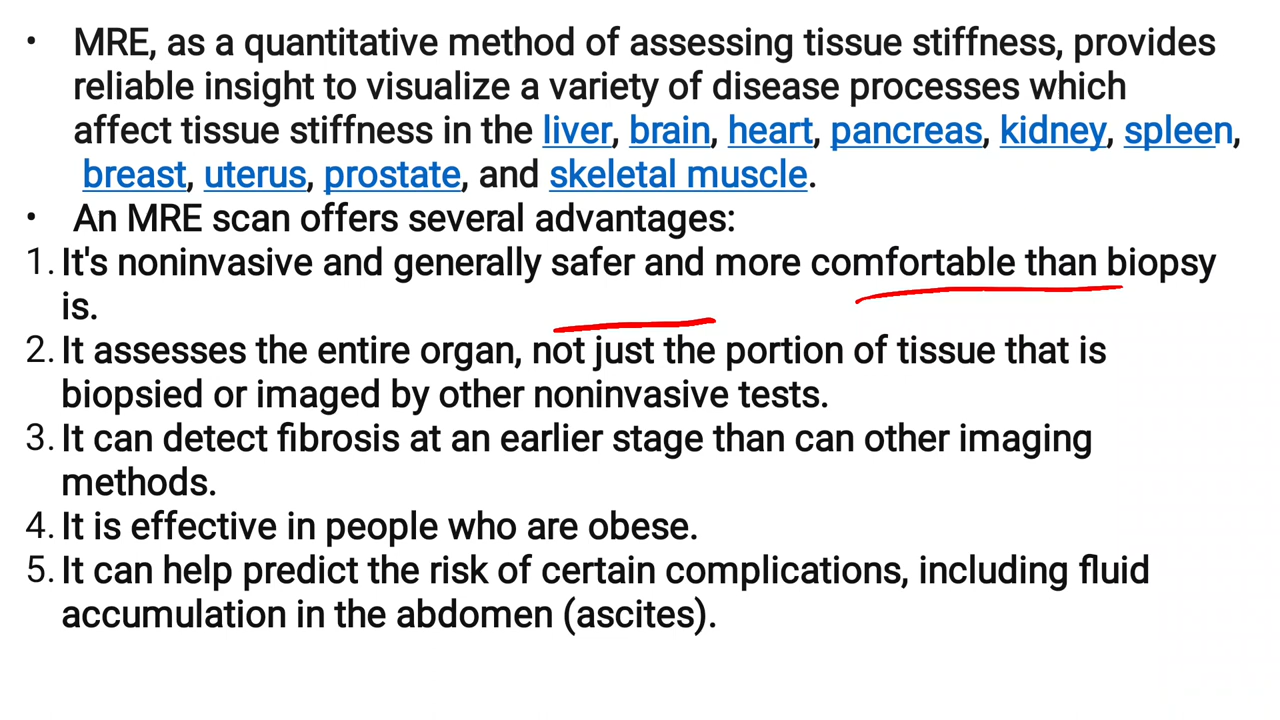 • MRE, as a quantitative method of assessing tissue stiffness, provides
reliable insight to visualize a variety of disease processes which
affect tissue stiffness in the liver, brain, heart, pancreas, kidney, spleen,
breast, uterus, prostate, and skeletal muscle.
• An MRE scan offers several advantages:
1. It's noninvasive and generally safer and more comfortable than biopsy
is.
2. It assesses the entire organ, not just the portion of tissue that is
biopsied or imaged by other noninvasive tests.
3. It can detect fibrosis at an earlier stage than can other imaging
methods.
4. It is effective in people who are obese.
5. It can help predict the risk of certain complications, including fluid
accumulation in the abdomen (ascites).